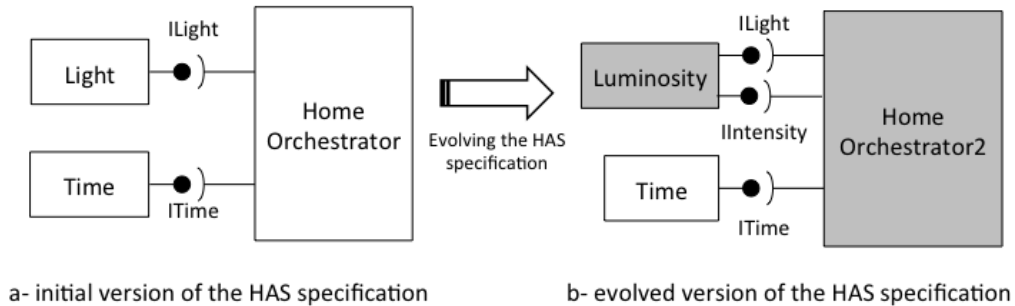 ILight
Light
Home
Orchestrator
Time
ITime
Evolving the HAS
specification
ILight
Luminosity
IIntensity
Home
Orchestrator2
Time
ITime
a- initial version of the HAS specification
b- evolved version of the HAS specification